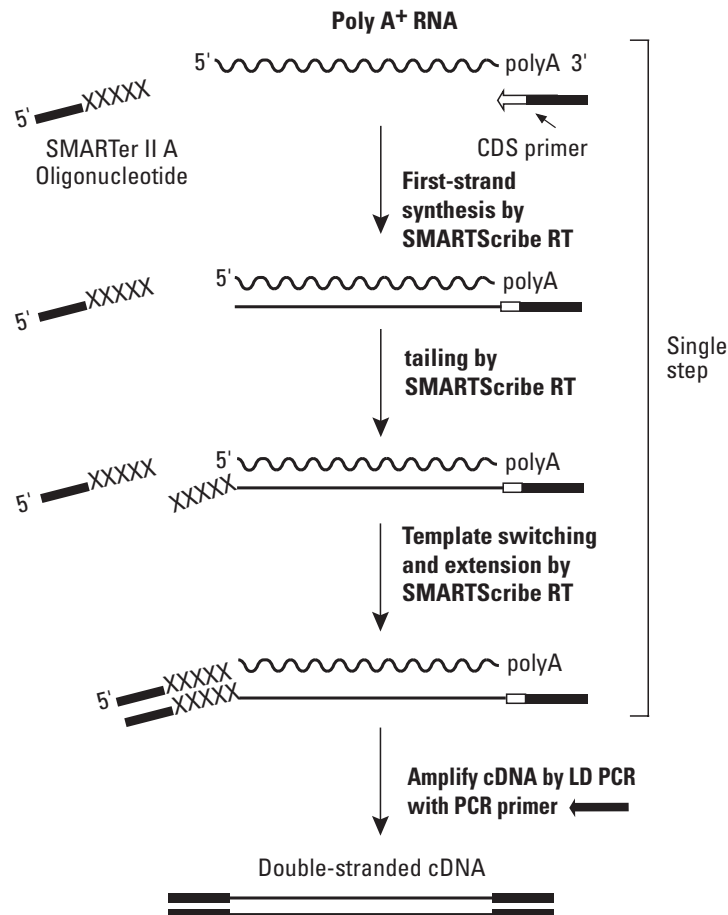 Poly A+ RNA
5' polyA 3'
XXXXX
5'
SMARTer II A
Oligonucleotide
CDS primer
First-strand
synthesis by
SMARTScribe RT
5' polyA
XXXXX
5'
Single
step
tailing by
SMARTScribe RT
5' polyA
XXXXX
5'
XXXXX
Template switching
and extension by
SMARTScribe RT
polyA
XXXXX
5'
XXXXX
Amplify cDNA by LD PCR
with PCR primer
Double-stranded cDNA